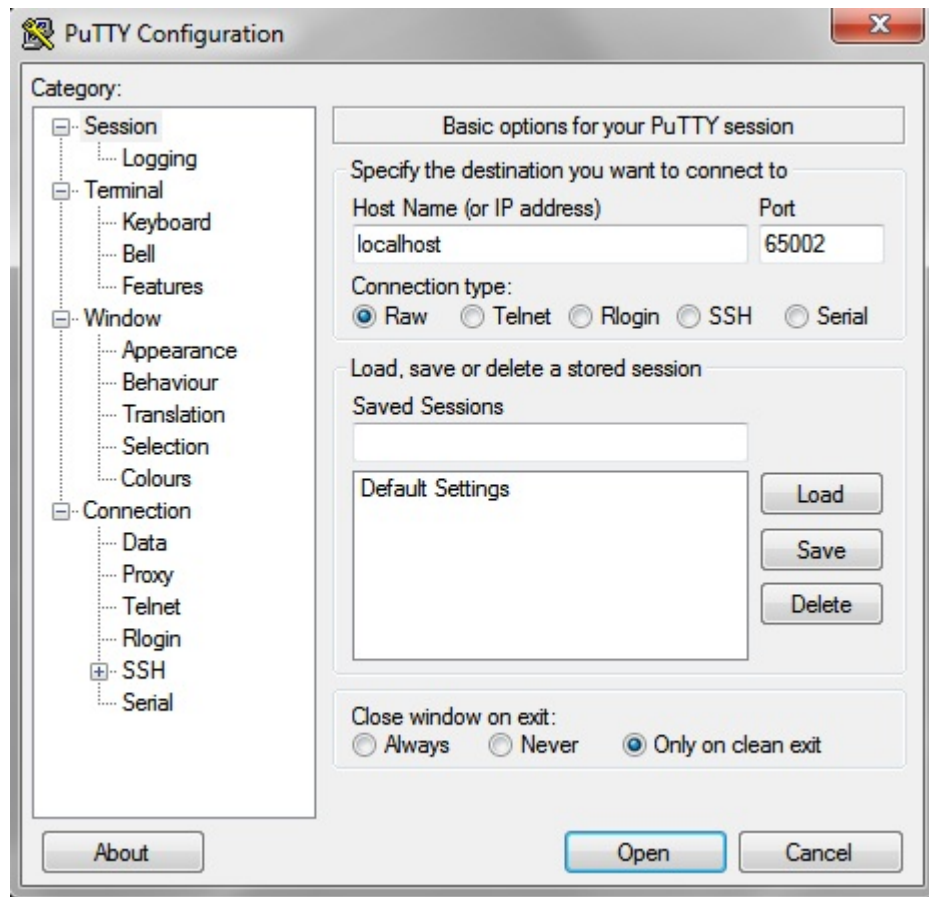 PuTTY Configuration
Category:
Session
Logging
Terminal
Keyboard
Bell
Features
Window
Appearance
Behaviour
Translation
Selection
Colours
Connection
Data
Proxy
Telnet
Rlogin
SSH
Serial
Basic options for your PuTTY session
Specify the destination you want to connect to
Host Name (or IP address) Port
localhost 65002
Connection type:
Raw Telnet Rlogin SSH Serial
Load, save or delete a stored session
Saved Sessions
Default Settings
Load
Save
Delete
Close window on exit:
Always Never Only on clean exit
About Open Cancel